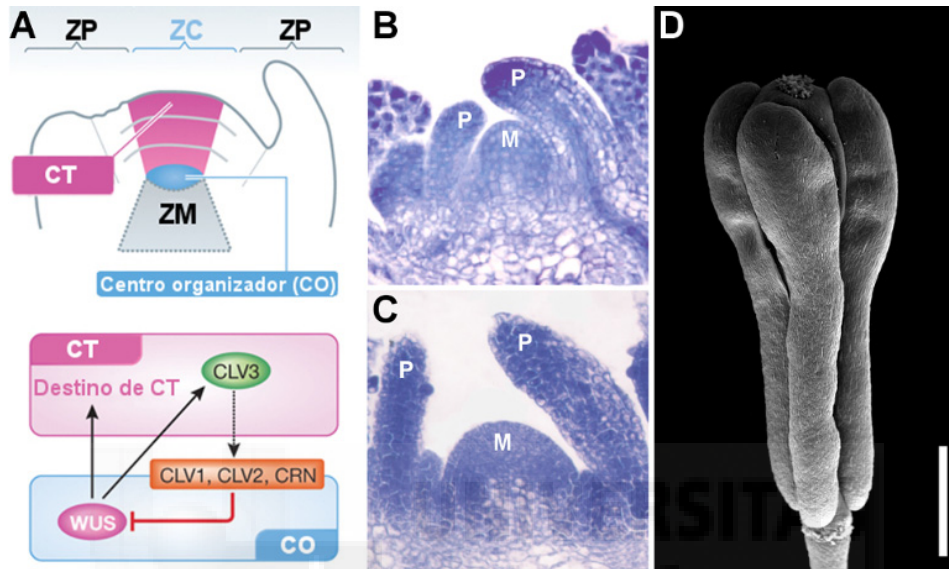 A
ZP
ZC
ZP
CT
ZM
Centro organizador (CO)
CT
Destino de CT
CLV3
CLV1, CLV2, CRN
WUS
CO
B
P
P
M
C
P
P
M
D